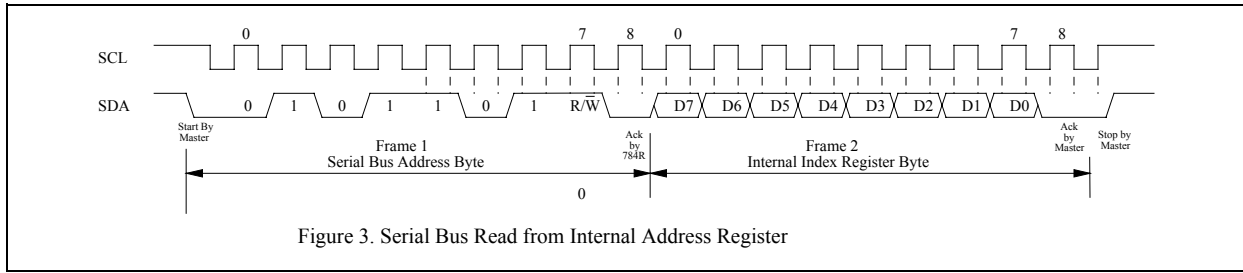 0 7 8 0 7 8
SCL
SDA 0 1 0 1 1 0 1 R/W̅ D7 D6 D5 D4 D3 D2 D1 D0
Start By
Master
Ack
by
784R
Ack
by
Master
Stop by
Master
Frame 1
Serial Bus Address Byte
Frame 2
Internal Index Register Byte
0
Figure 3. Serial Bus Read from Internal Address Register